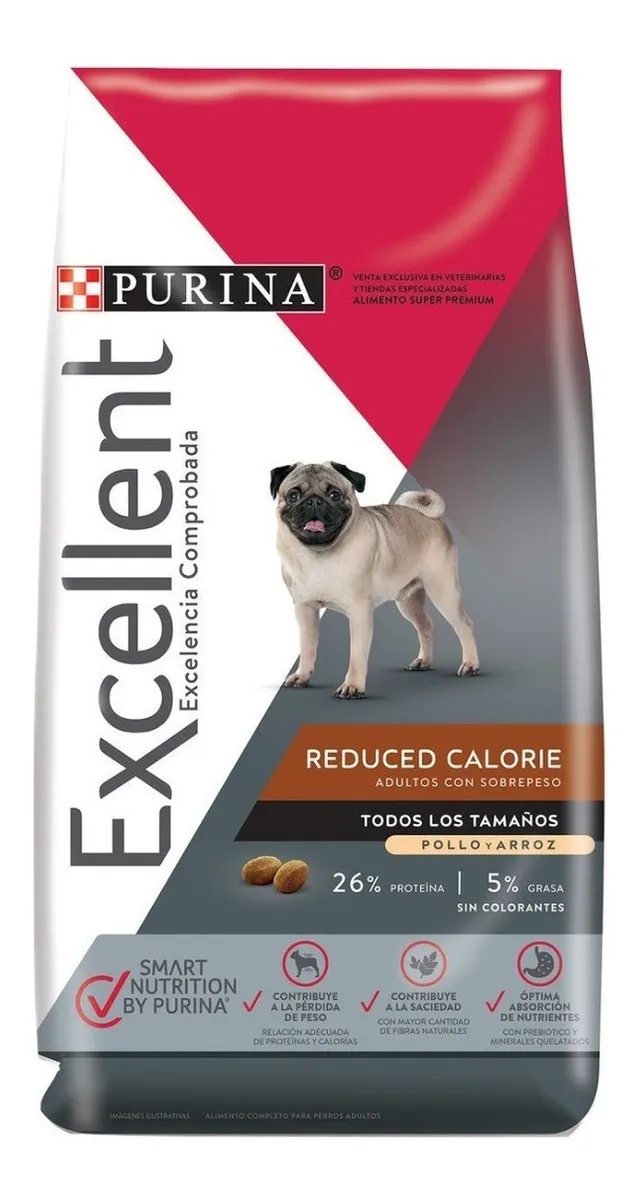 PURINA®
VENTA EXCLUSIVA EN VETERINARIAS
Y TIENDAS ESPECIALIZADAS
ALIMENTO SUPER PREMIUM
Excellent
Excelencia Comprobada
REDUCED CALORIE
ADULTOS CON SOBREPESO
TODOS LOS TAMAÑOS
POLLO Y ARROZ
26% PROTEÍNA | 5% GRASA
SIN COLORANTES
SMART
NUTRITION
BY PURINA®
CONTRIBUYE
A LA PÉRDIDA
DE PESO
RELACIÓN ADECUADA
DE PROTEÍNAS Y CALORÍAS
CONTRIBUYE
A LA SACIEDAD
CON MAYOR CANTIDAD
DE FIBRAS NATURALES
ÓPTIMA
ABSORCIÓN
DE NUTRIENTES
CON PREBIÓTICO Y
MINERALES QUELATADOS
IMÁGENES ILUSTRATIVAS
ALIMENTO COMPLETO PARA PERROS ADULTOS